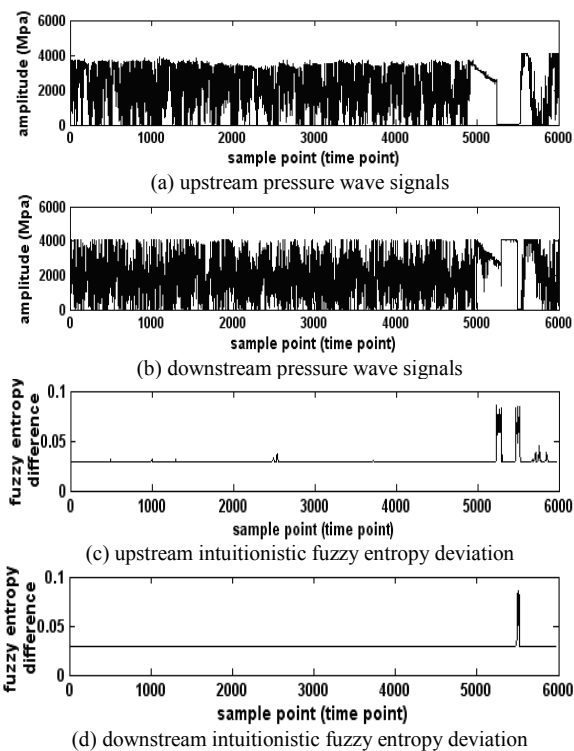 6000
4000
2000
0
amplitude (Mpa)
0 1000 2000 3000 4000 5000 6000
sample point (time point)
(a) upstream pressure wave signals
6000
4000
2000
0
amplitude (Mpa)
0 1000 2000 3000 4000 5000 6000
sample point (time point)
(b) downstream pressure wave signals
0.1
0.05
0
fuzzy entropy
difference
0 1000 2000 3000 4000 5000 6000
sample point (time point)
(c) upstream intuitionistic fuzzy entropy deviation
0.1
0.05
0
fuzzy entropy
difference
0 1000 2000 3000 4000 5000 6000
sample point (time point)
(d) downstream intuitionistic fuzzy entropy deviation